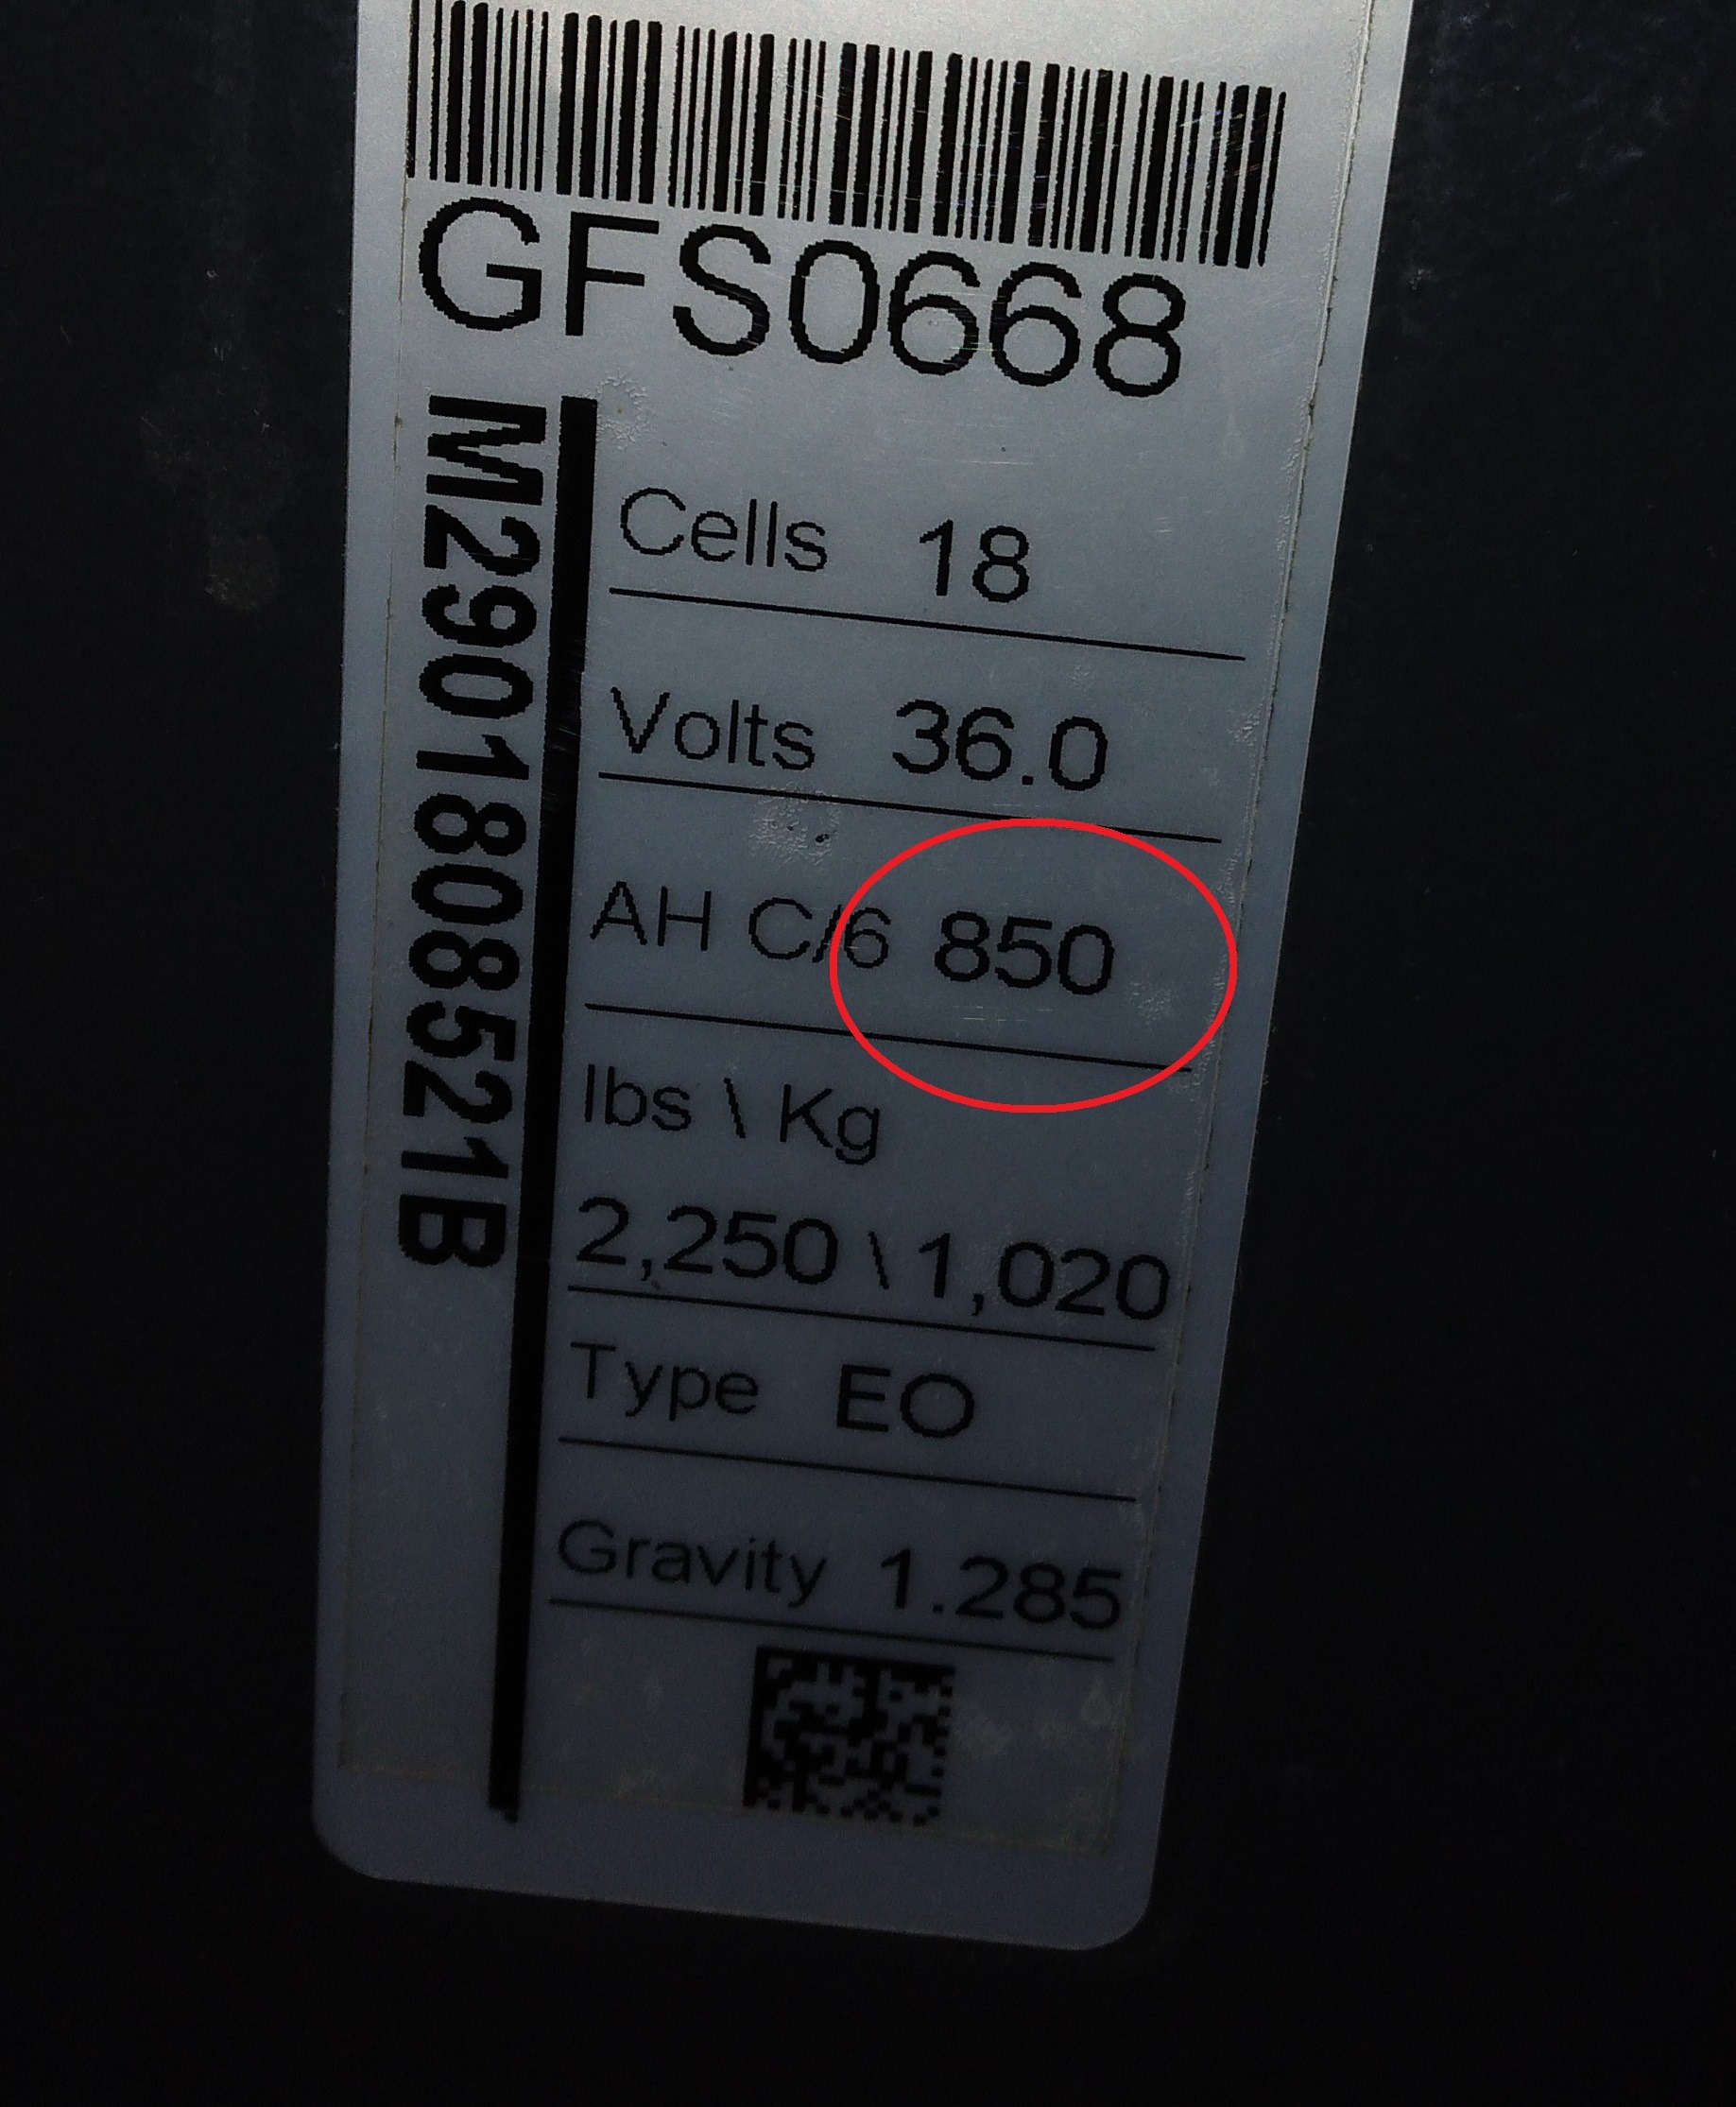 GFS0668
M2901808521B
Cells 18
Volts 36.0
AH C/6 850
lbs \ Kg
2,250 \ 1,020
Type EO
Gravity 1.285